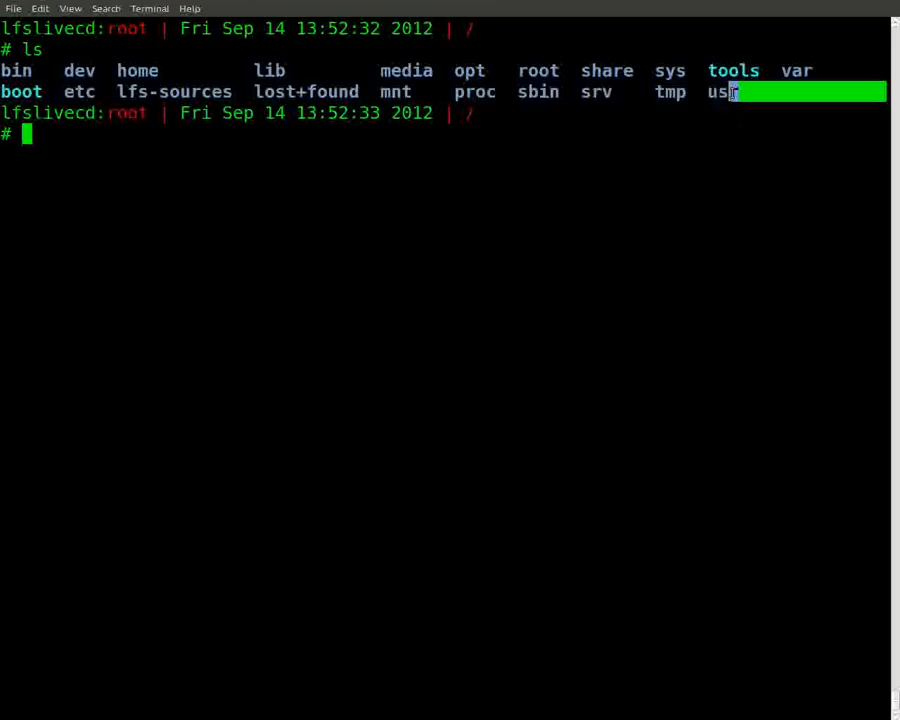 File Edit View Search Terminal Help
lfslivecd:root | Fri Sep 14 13:52:32 2012 | /
# ls
bin dev home lib media opt root share sys tools var
boot etc lfs-sources lost+found mnt proc sbin srv tmp usr
lfslivecd:root | Fri Sep 14 13:52:33 2012 | /
#